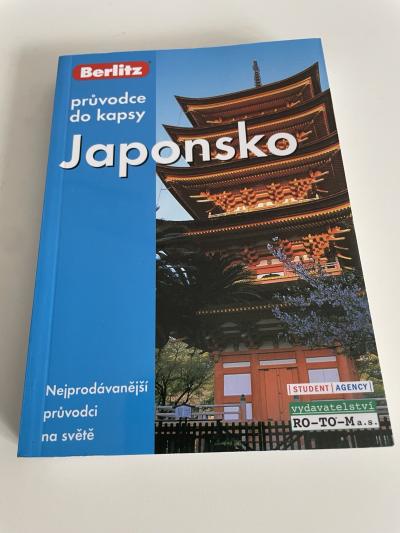 Berlitz
průvodce
do kapsy
Japonsko
Nejprodávanější
průvodci
na světě
|STUDENT|AGENCY|
vydavatelství
RO-TO-M a.s.